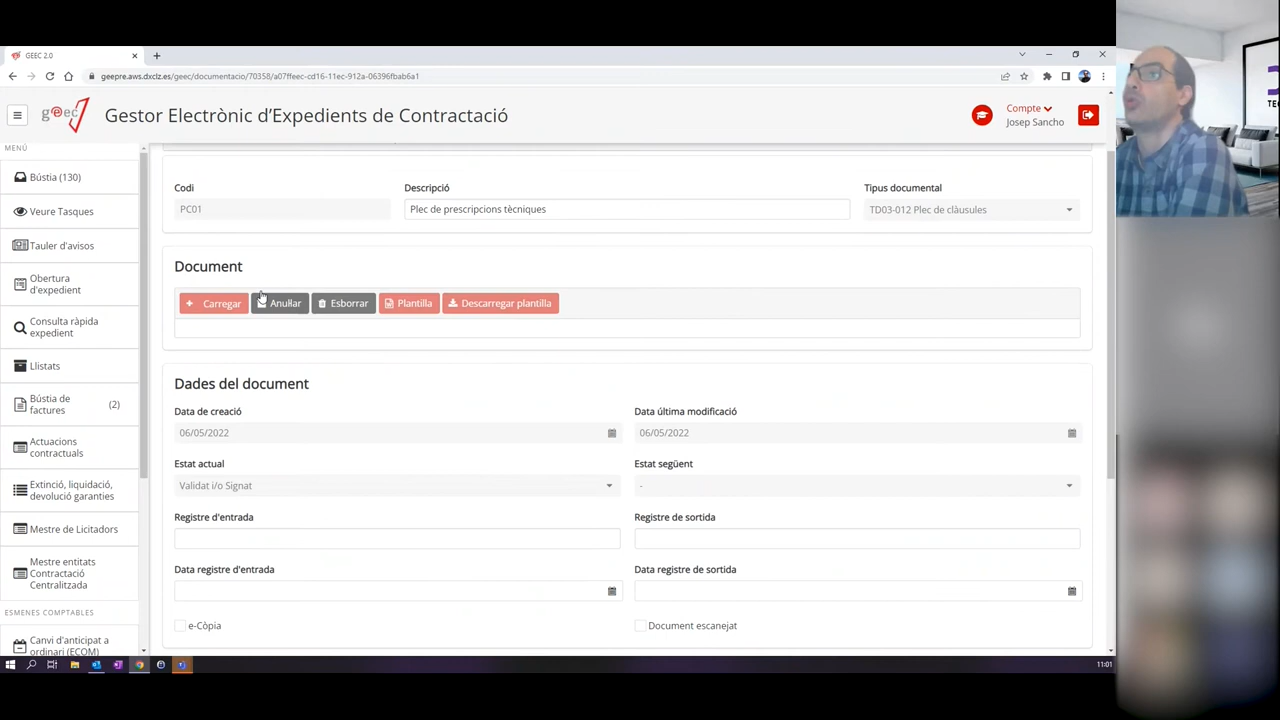 GEEC 2.0
geepre.aws.dxclz.es/geec/documentacio/70358/a07ffeec-cd16-11ec-912a-06396fbab6a1
geec
Gestor Electrònic d'Expedients de Contractació
Compte
Josep Sancho
MENÚ
Bústia (130)
Veure Tasques
Tauler d'avisos
Obertura
d'expedient
Consulta ràpida
expedient
Llistats
Bústia de
factures
(2)
Actuacions
contractuals
Extinció, liquidació,
devolució garanties
Mestre de Licitadors
Mestre entitats
Contractació
Centralitzada
ESMENES COMPTABLES
Canvi d'anticipat a
ordinari (ECOM)
Codi
Descripció
Tipus documental
PC01
Plec de prescripcions tècniques
TD03-012 Plec de clàusules
Document
Carregar
Anul·lar
Esborrar
Plantilla
Descarregar plantilla
Dades del document
Data de creació
Data última modificació
06/05/2022
06/05/2022
Estat actual
Estat següent
Validat i/o Signat
-
Registre d'entrada
Registre de sortida
Data registre d'entrada
Data registre de sortida
e-Còpia
Document escanejat
11:01